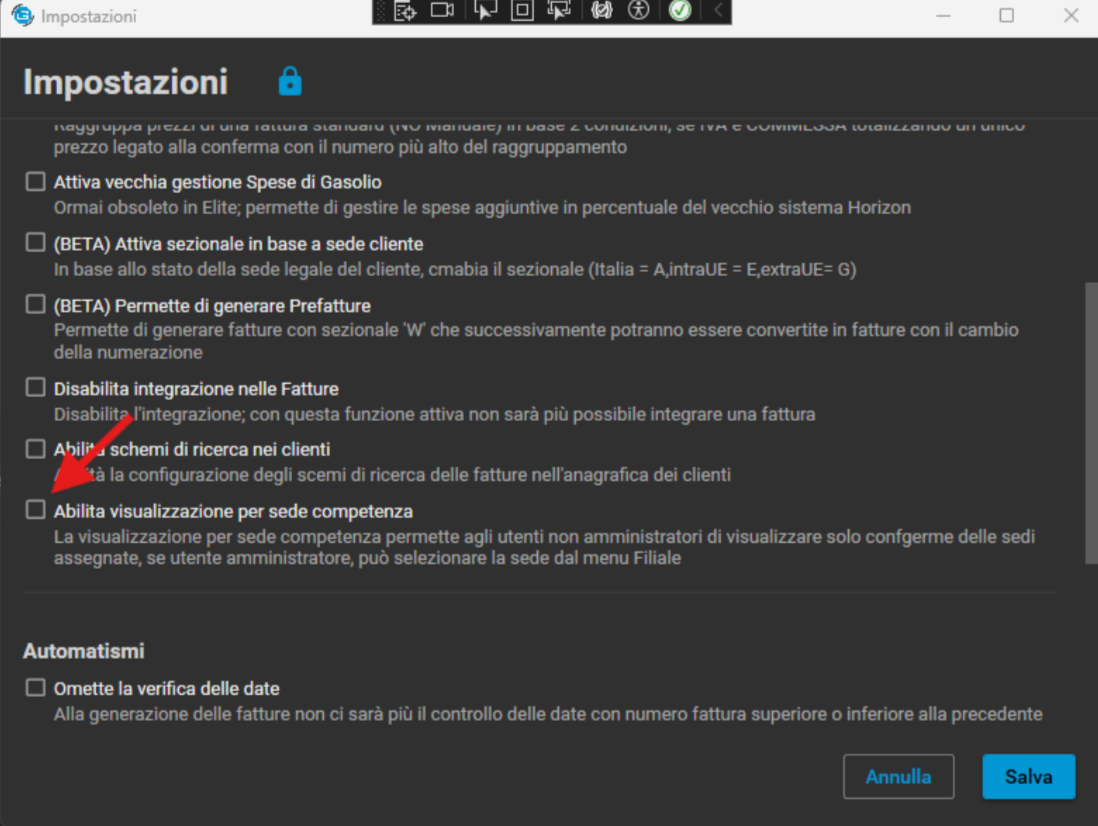 Impostazioni
Impostazioni
Raggruppa prezzi di una fattura standard (NO Manuale) in base 2 condizioni, se IVA e COMMESSA totalizzando un unico
prezzo legato alla conferma con il numero più alto del raggruppamento
Attiva vecchia gestione Spese di Gasolio
Ormai obsoleto in Elite; permette di gestire le spese aggiuntive in percentuale del vecchio sistema Horizon
(BETA) Attiva sezionale in base a sede cliente
In base allo stato della sede legale del cliente, cmabia il sezionale (Italia = A,intraUE = E,extraUE= G)
(BETA) Permette di generare Prefatture
Permette di generare fatture con sezionale 'W' che successivamente potranno essere convertite in fatture con il cambio
della numerazione
Disabilita integrazione nelle Fatture
Disabilita l'integrazione; con questa funzione attiva non sarà più possibile integrare una fattura
Abilita schemi di ricerca nei clienti
la configurazione degli scemi di ricerca delle fatture nell'anagrafica dei clienti
Abilita visualizzazione per sede competenza
La visualizzazione per sede competenza permette agli utenti non amministratori di visualizzare solo confgerme delle sedi
assegnate, se utente amministratore, può selezionare la sede dal menu Filiale
Automatismi
Omette la verifica delle date
Alla generazione delle fatture non ci sarà più il controllo delle date con numero fattura superiore o inferiore alla precedente
Annulla
Salva